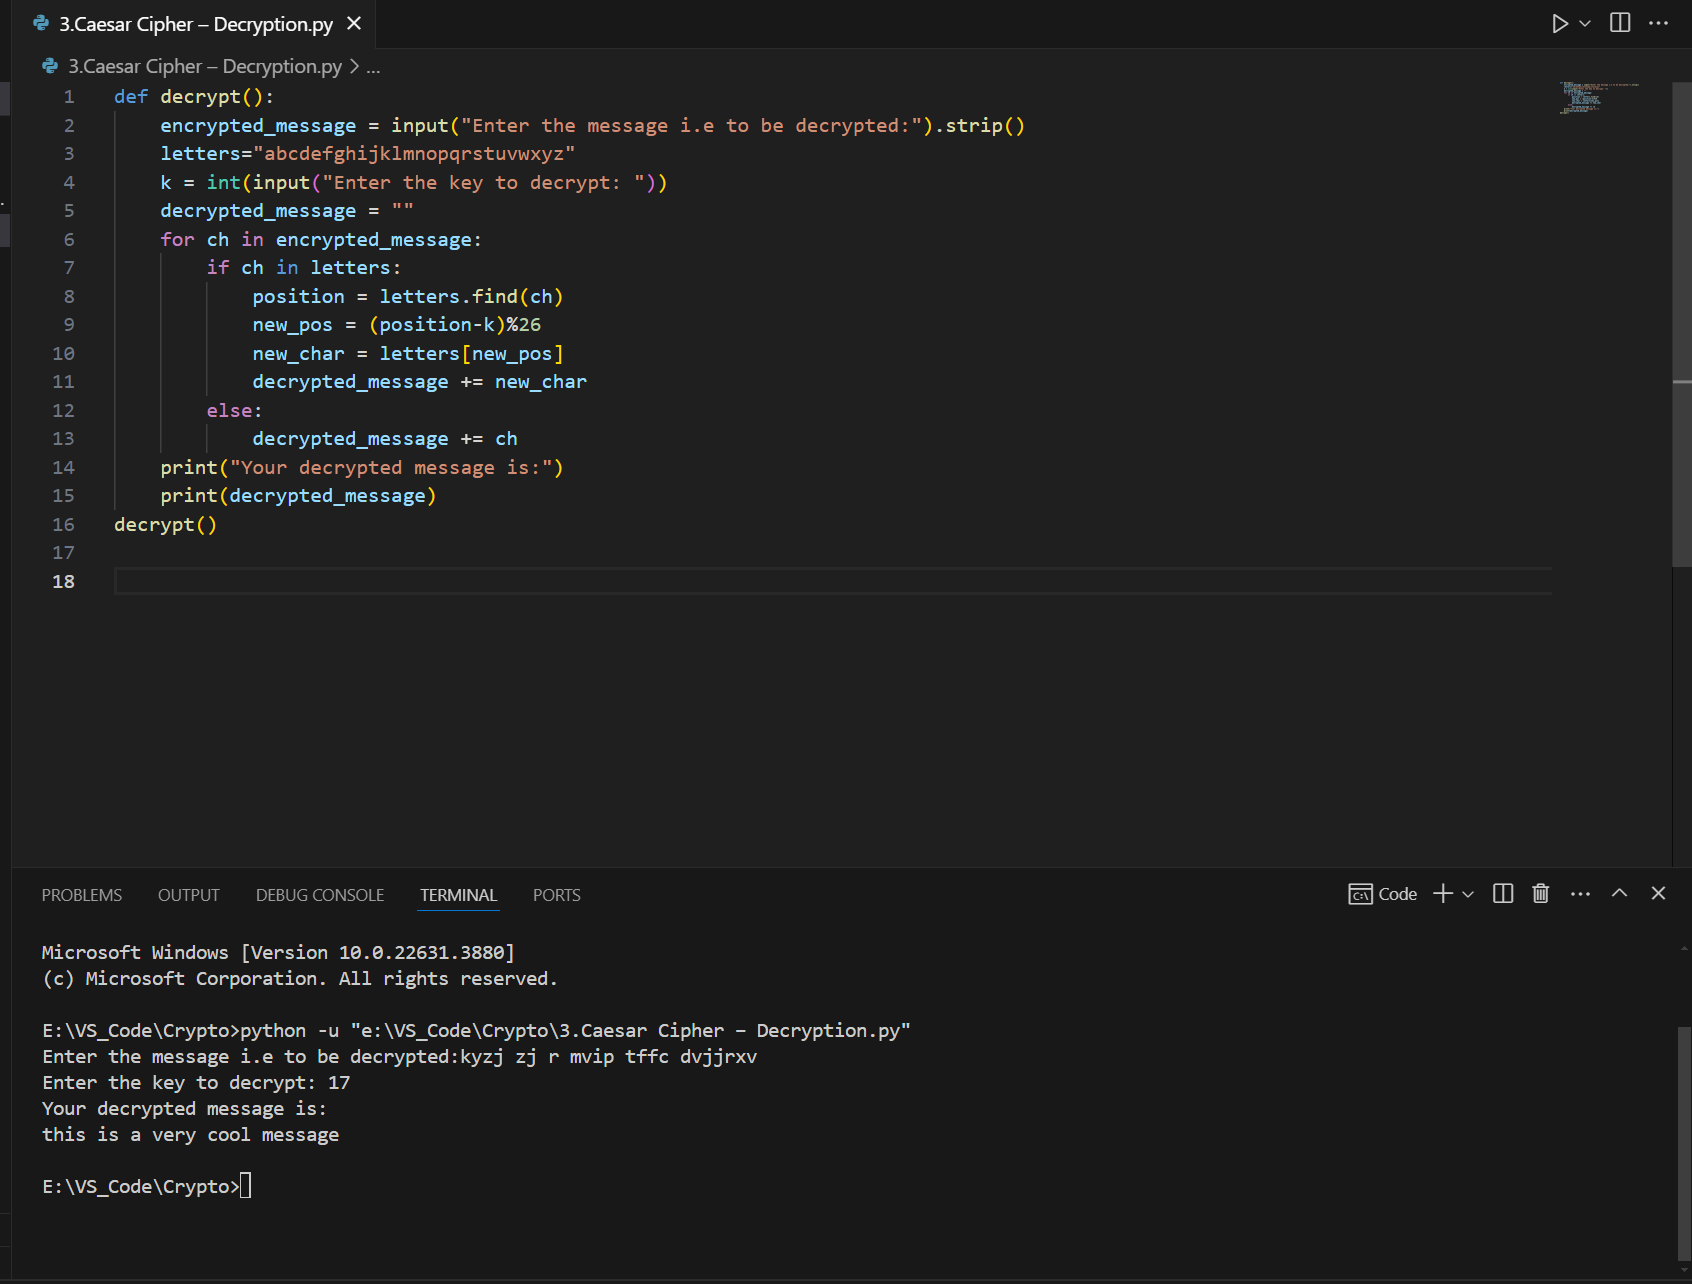 3.Caesar Cipher – Decryption.py
3.Caesar Cipher – Decryption.py > ...
1 def decrypt():
2     encrypted_message = input("Enter the message i.e to be decrypted:").strip()
3     letters="abcdefghijklmnopqrstuvwxyz"
4     k = int(input("Enter the key to decrypt: "))
5     decrypted_message = ""
6     for ch in encrypted_message:
7         if ch in letters:
8             position = letters.find(ch)
9             new_pos = (position-k)%26
10             new_char = letters[new_pos]
11             decrypted_message += new_char
12         else:
13             decrypted_message += ch
14     print("Your decrypted message is:")
15     print(decrypted_message)
16 decrypt()
17
18
PROBLEMS OUTPUT DEBUG CONSOLE TERMINAL PORTS Code
Microsoft Windows [Version 10.0.22631.3880]
(c) Microsoft Corporation. All rights reserved.
E:\VS_Code\Crypto>python -u "e:\VS_Code\Crypto\3.Caesar Cipher – Decryption.py"
Enter the message i.e to be decrypted:kyzj zj r mvip tffc dvjjrxv
Enter the key to decrypt: 17
Your decrypted message is:
this is a very cool message
E:\VS_Code\Crypto>